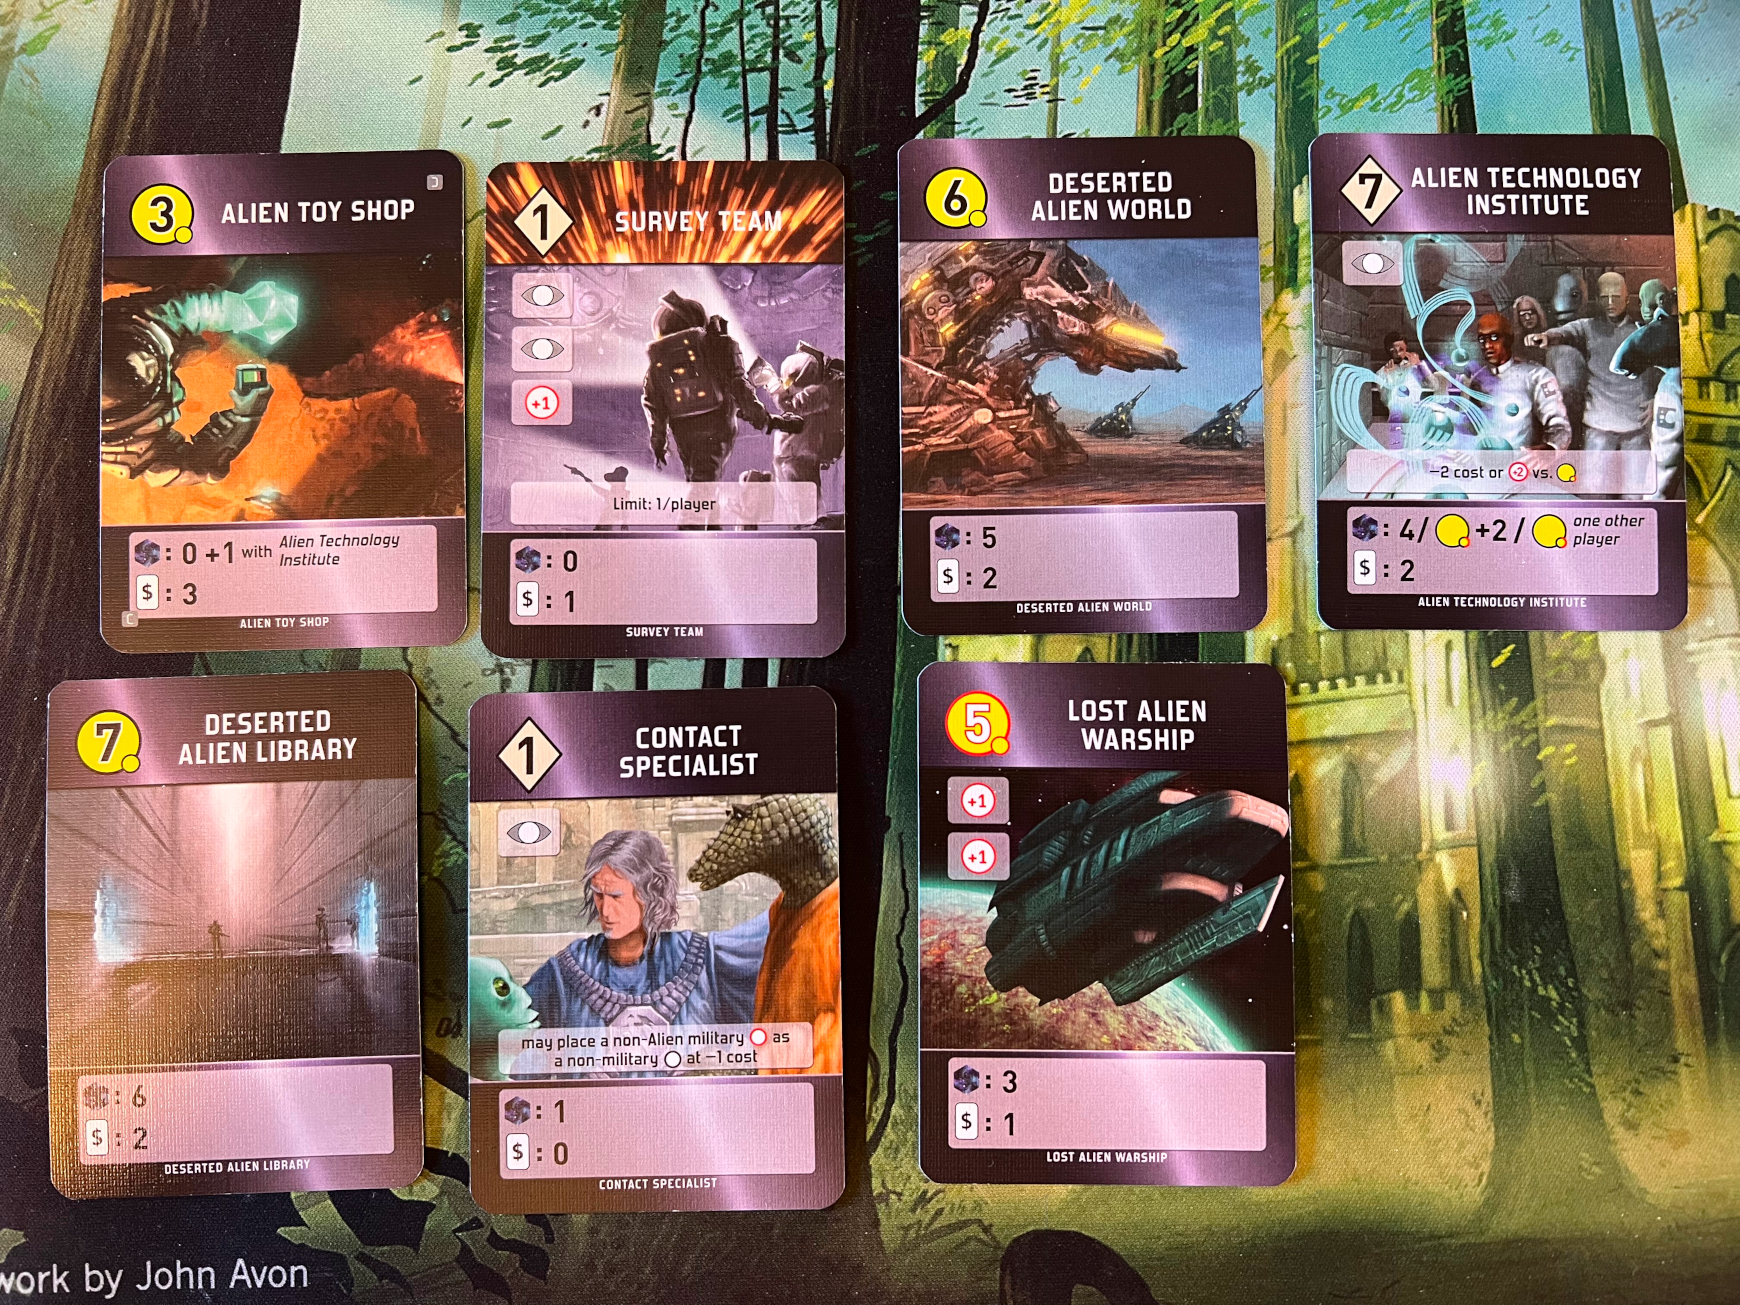 3 ALIEN TOY SHOP
C
: 0 +1 with Alien Technology
Institute
$ : 3
C
ALIEN TOY SHOP
1 SURVEY TEAM
+1
Limit: 1/player
: 0
$ : 1
SURVEY TEAM
6 DESERTED
ALIEN WORLD
: 5
$ : 2
DESERTED ALIEN WORLD
7 ALIEN TECHNOLOGY
INSTITUTE
−2 cost or +2 vs.
: 4/ +2 / one other
player
$ : 2
ALIEN TECHNOLOGY INSTITUTE
7 DESERTED
ALIEN LIBRARY
: 6
$ : 2
DESERTED ALIEN LIBRARY
1 CONTACT
SPECIALIST
may place a non-Alien military as
a non-military at −1 cost
: 1
$ : 0
CONTACT SPECIALIST
5 LOST ALIEN
WARSHIP
+1
+1
: 3
$ : 1
LOST ALIEN WARSHIP
work by John Avon